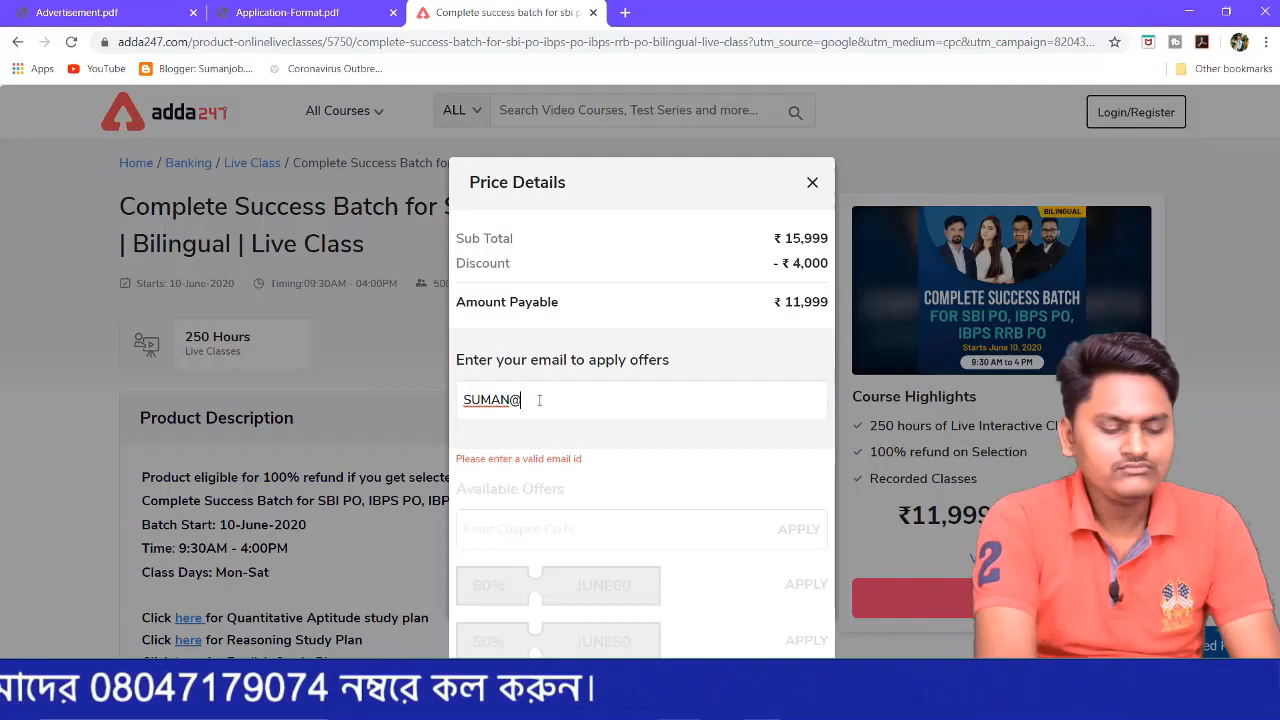 Advertisement.pdf
Application-Format.pdf
Complete success batch for sbi p
adda247.com/product-onlineliveclasses/5750/complete-success-batch-for-sbi-po-ibps-po-ibps-rrb-po-bilingual-live-class?utm_source=google&utm_medium=cpc&utm_campaign=82043...
Apps YouTube Blogger: Sumanjob.... Coronavirus Outbre... Other bookmarks
adda247 All Courses ALL Search Video Courses, Test Series and more... Login/Register
Home / Banking / Live Class / Complete Success Batch fo
Complete Success Batch for S
| Bilingual | Live Class
Starts: 10-June-2020 Timing:09:30AM - 04:00PM 500
250 Hours
Live Classes
Product Description
Product eligible for 100% refund if you get selecte
Complete Success Batch for SBI PO, IBPS PO, IBP
Batch Start: 10-June-2020
Time: 9:30AM - 4:00PM
Class Days: Mon-Sat
Click here for Quantitative Aptitude study plan
Click here for Reasoning Study Plan
Price Details
Sub Total ₹ 15,999
Discount - ₹ 4,000
Amount Payable ₹ 11,999
Enter your email to apply offers
SUMAN@
Please enter a valid email id
Available Offers
Enter Coupon Code APPLY
60% JUNE60 APPLY
50% JUNE50 APPLY
BILINGUAL
COMPLETE SUCCESS BATCH
FOR SBI PO, IBPS PO,
IBPS RRB PO
Starts June 10, 2020
9:30 AM to 4 PM
Course Highlights
250 hours of Live Interactive Cl
100% refund on Selection
Recorded Classes
₹11,999
2
মাদের 08047179074 নম্বরে কল করুন।